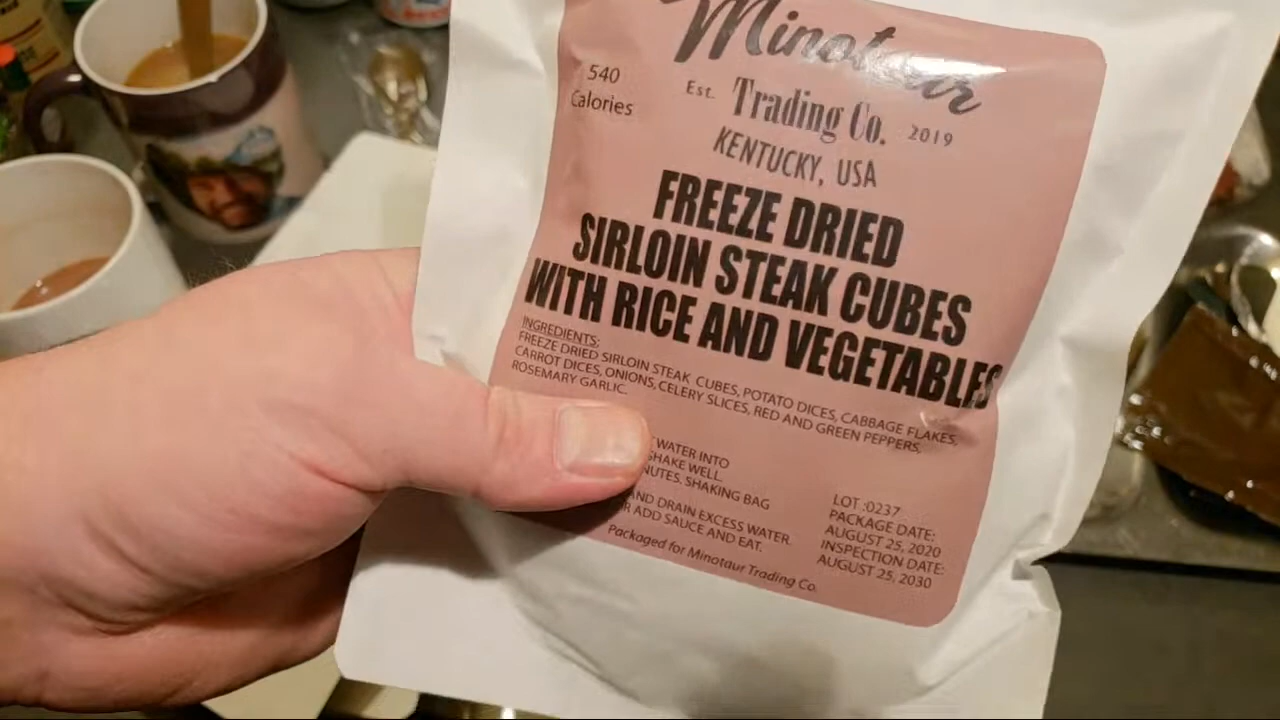 Minotaur
540
Calories
Est.
Trading Co.
2019
KENTUCKY, USA
FREEZE DRIED
SIRLOIN STEAK CUBES
WITH RICE AND VEGETABLES
INGREDIENTS:
FREEZE DRIED SIRLOIN STEAK CUBES, POTATO DICES, CABBAGE FLAKES,
CARROT DICES, ONIONS, CELERY SLICES, RED AND GREEN PEPPERS,
ROSEMARY GARLIC.
WATER INTO
SHAKE WELL.
NUTES, SHAKING BAG
AND DRAIN EXCESS WATER.
R ADD SAUCE AND EAT.
Packaged for Minotaur Trading Co.
LOT :0237
PACKAGE DATE:
AUGUST 25, 2020
INSPECTION DATE:
AUGUST 25, 2030